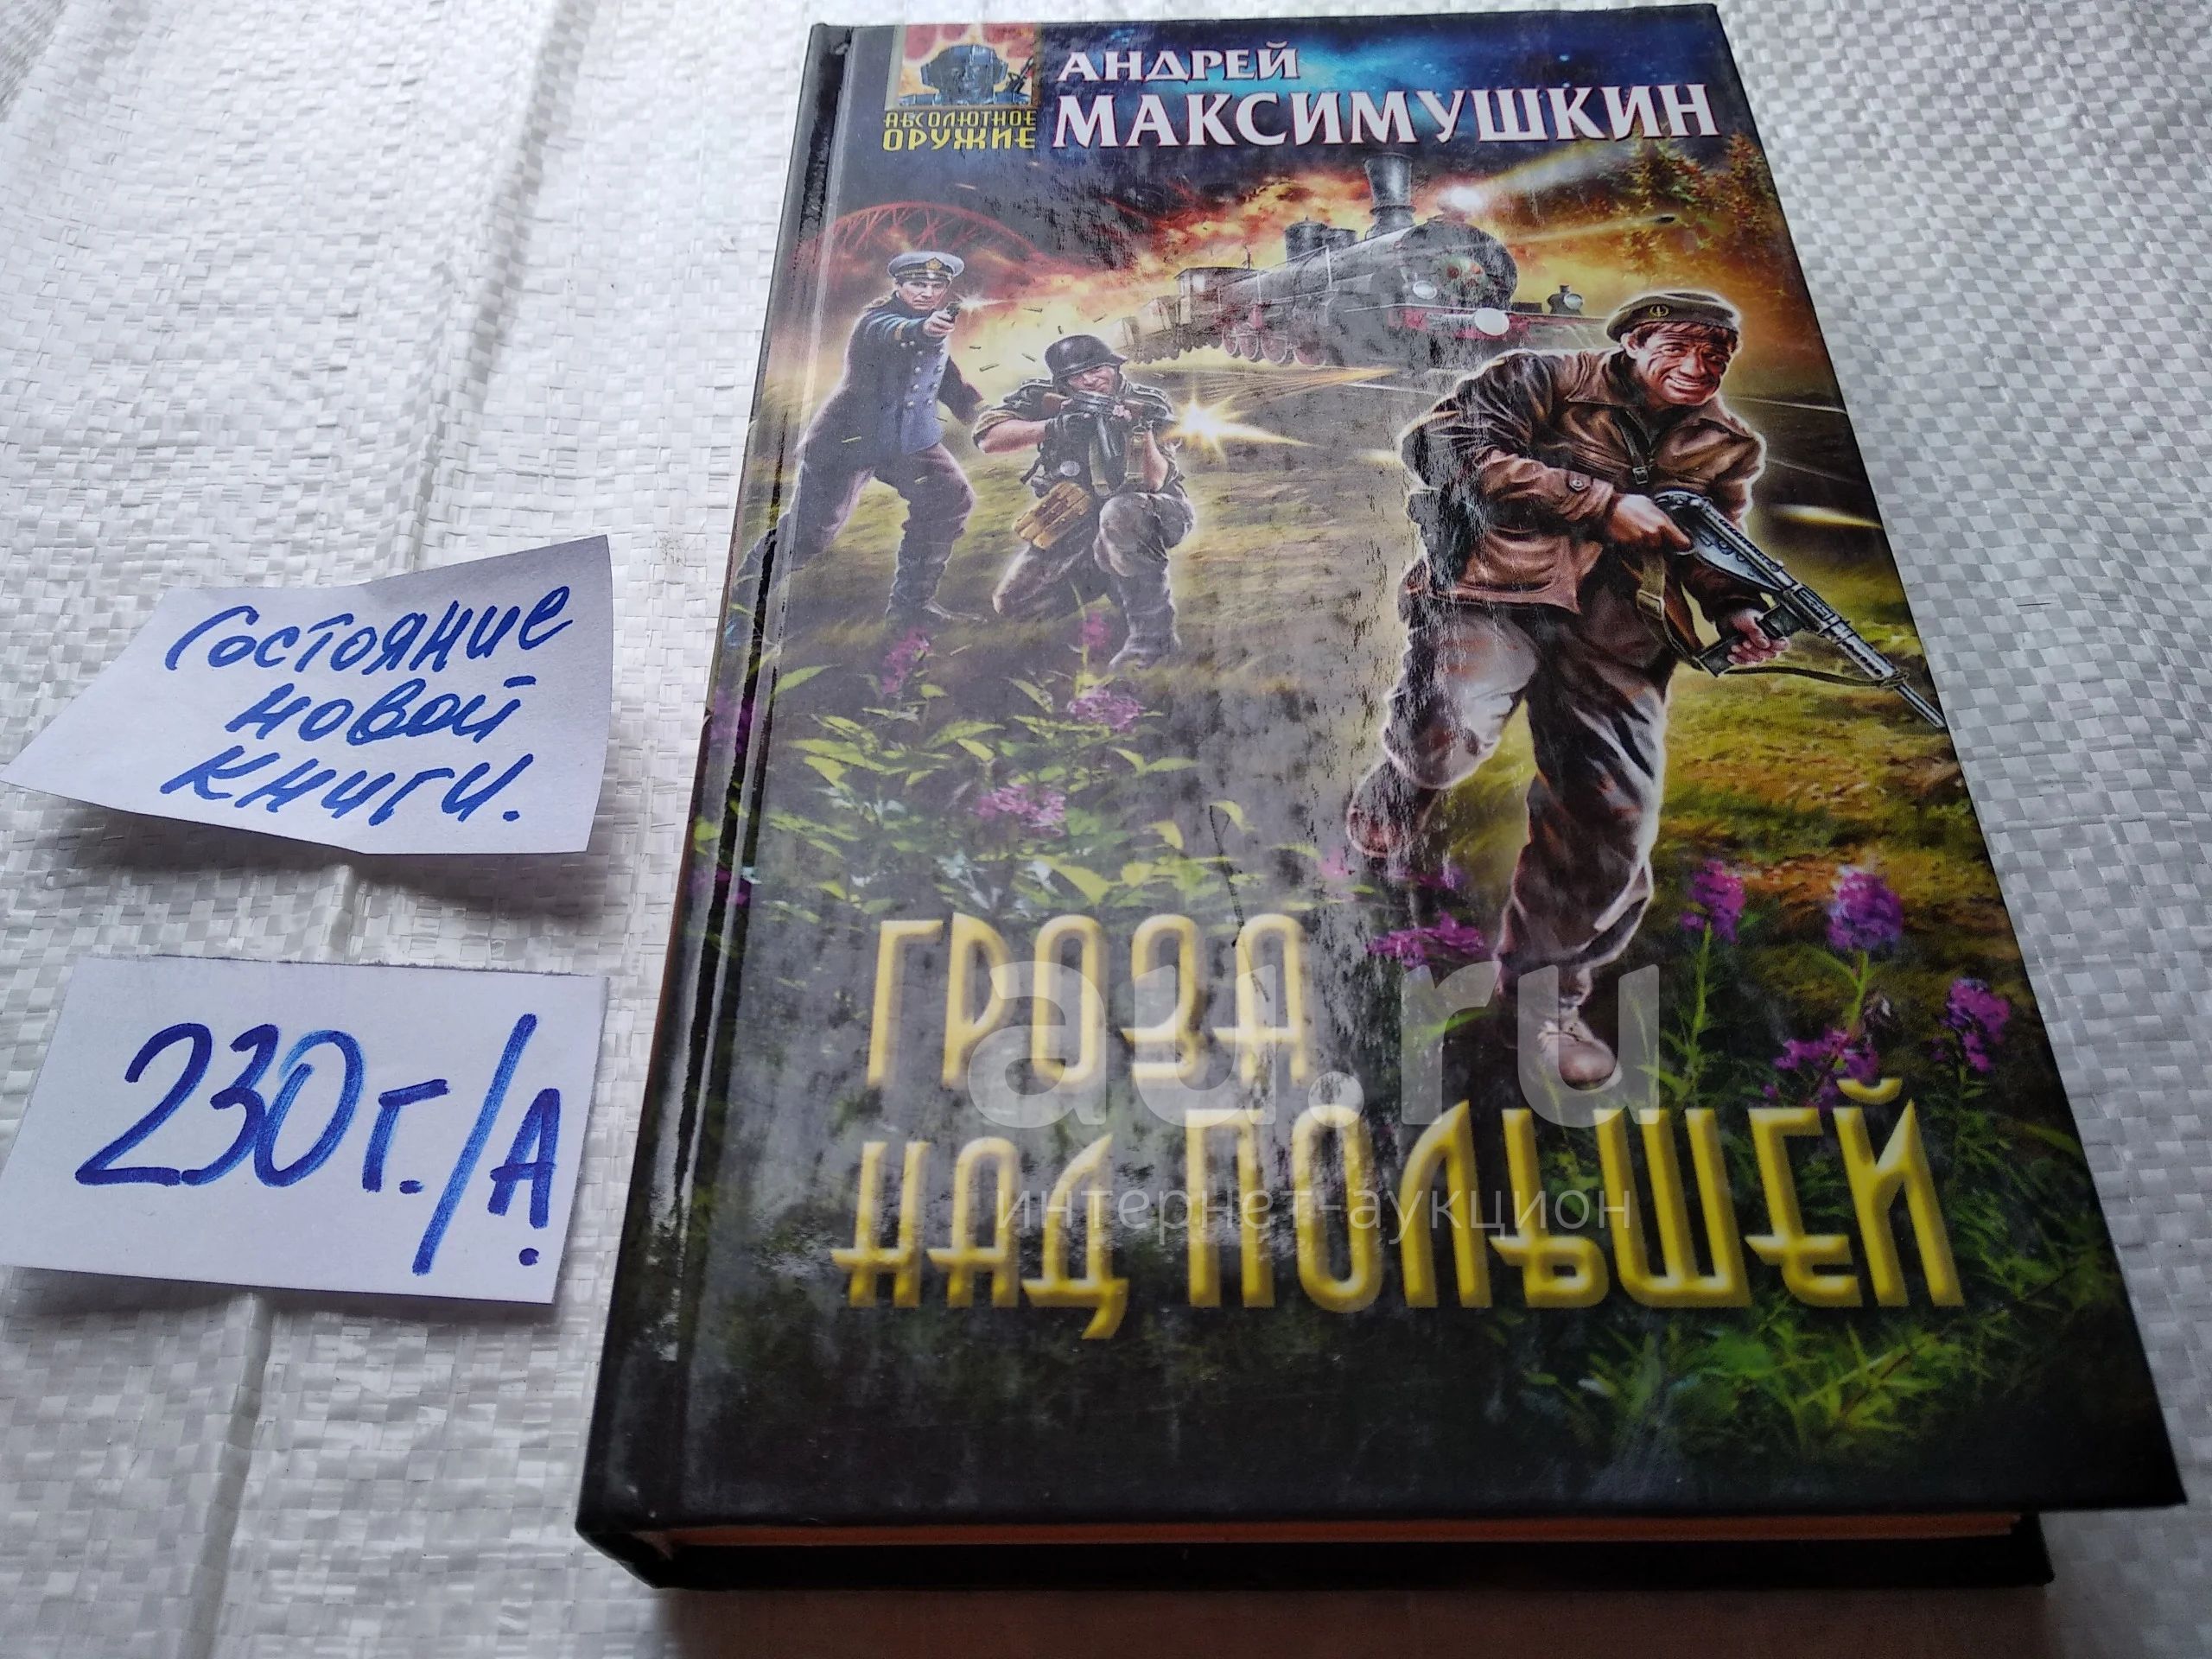 АНДРЕЙ
МАКСИМУШКИН
АБСОЛЮТНОЕ
ОРУЖИЕ
Состояние
новой
книги.
230г./А
ГРОЗА
НАД ПОЛЬШЕЙ
au.ru
интернет-аукцион